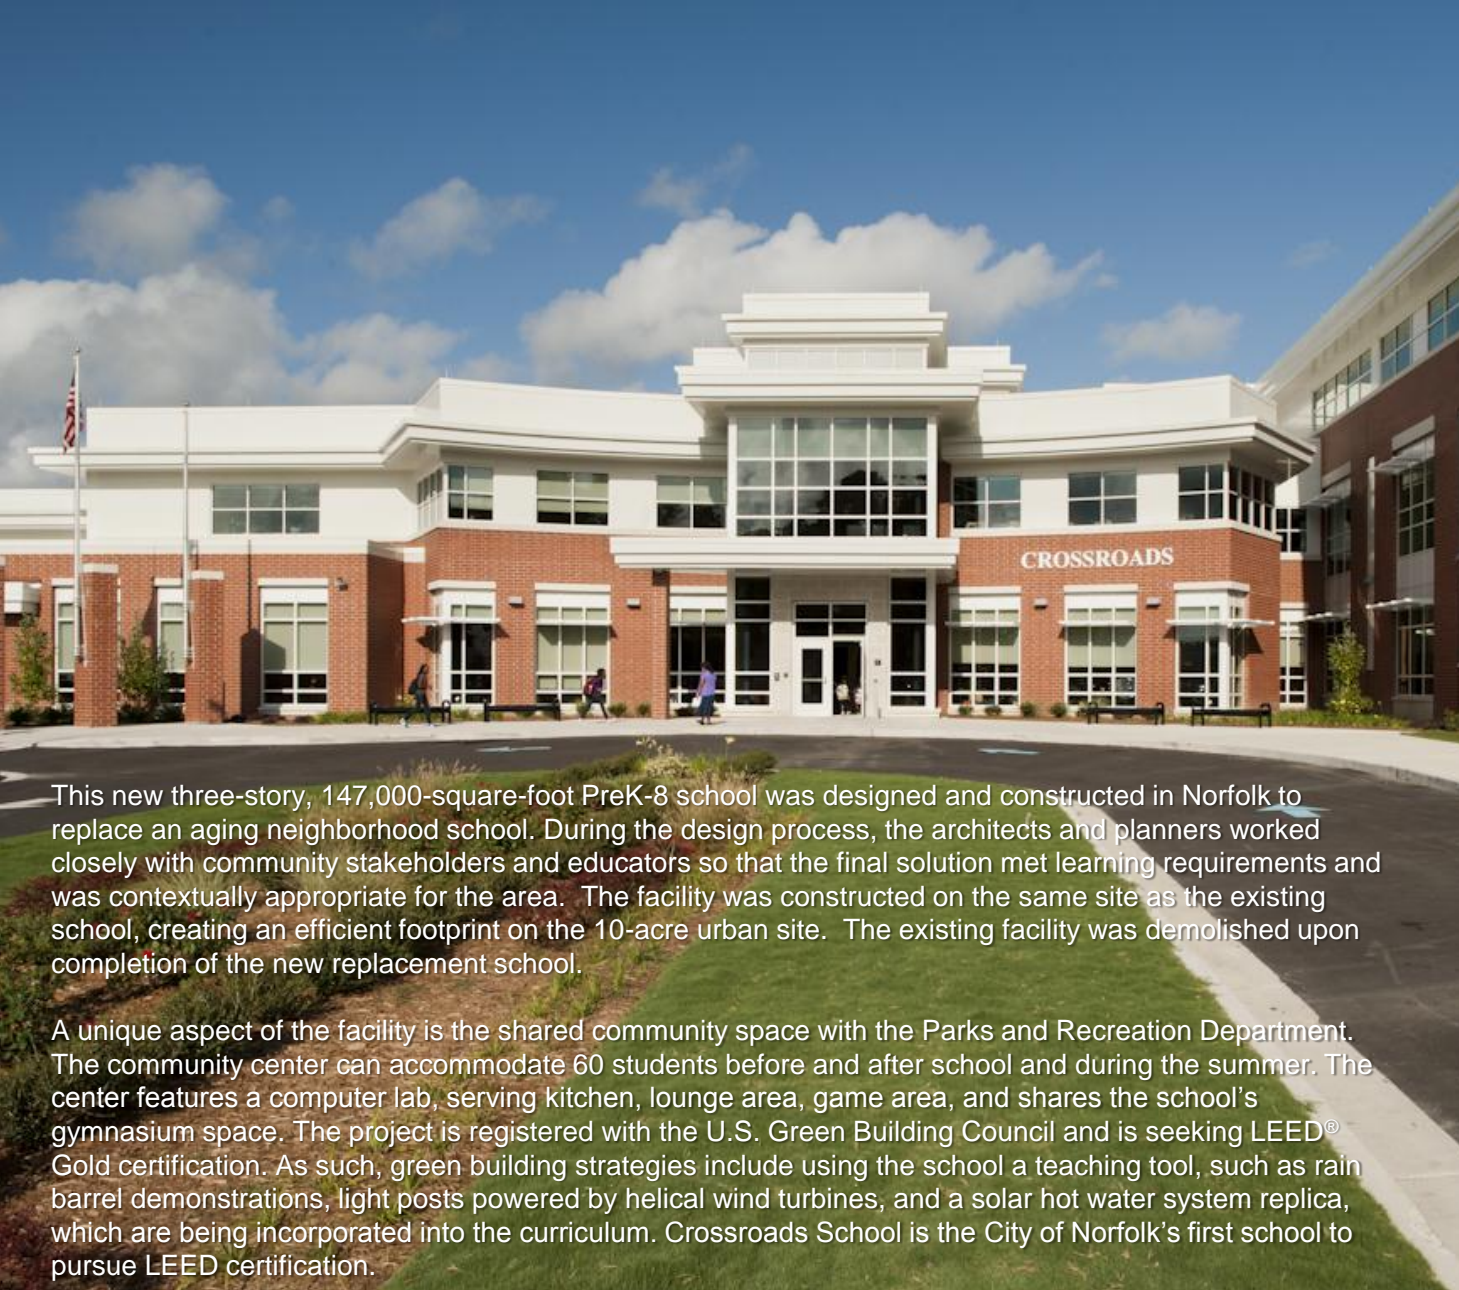 CROSSROADS
This new three-story, 147,000-square-foot PreK-8 school was designed and constructed in Norfolk to
replace an aging neighborhood school. During the design process, the architects and planners worked
closely with community stakeholders and educators so that the final solution met learning requirements and
was contextually appropriate for the area.  The facility was constructed on the same site as the existing
school, creating an efficient footprint on the 10-acre urban site.  The existing facility was demolished upon
completion of the new replacement school.
A unique aspect of the facility is the shared community space with the Parks and Recreation Department.
The community center can accommodate 60 students before and after school and during the summer. The
center features a computer lab, serving kitchen, lounge area, game area, and shares the school’s
gymnasium space. The project is registered with the U.S. Green Building Council and is seeking LEED®
Gold certification. As such, green building strategies include using the school a teaching tool, such as rain
barrel demonstrations, light posts powered by helical wind turbines, and a solar hot water system replica,
which are being incorporated into the curriculum. Crossroads School is the City of Norfolk’s first school to
pursue LEED certification.